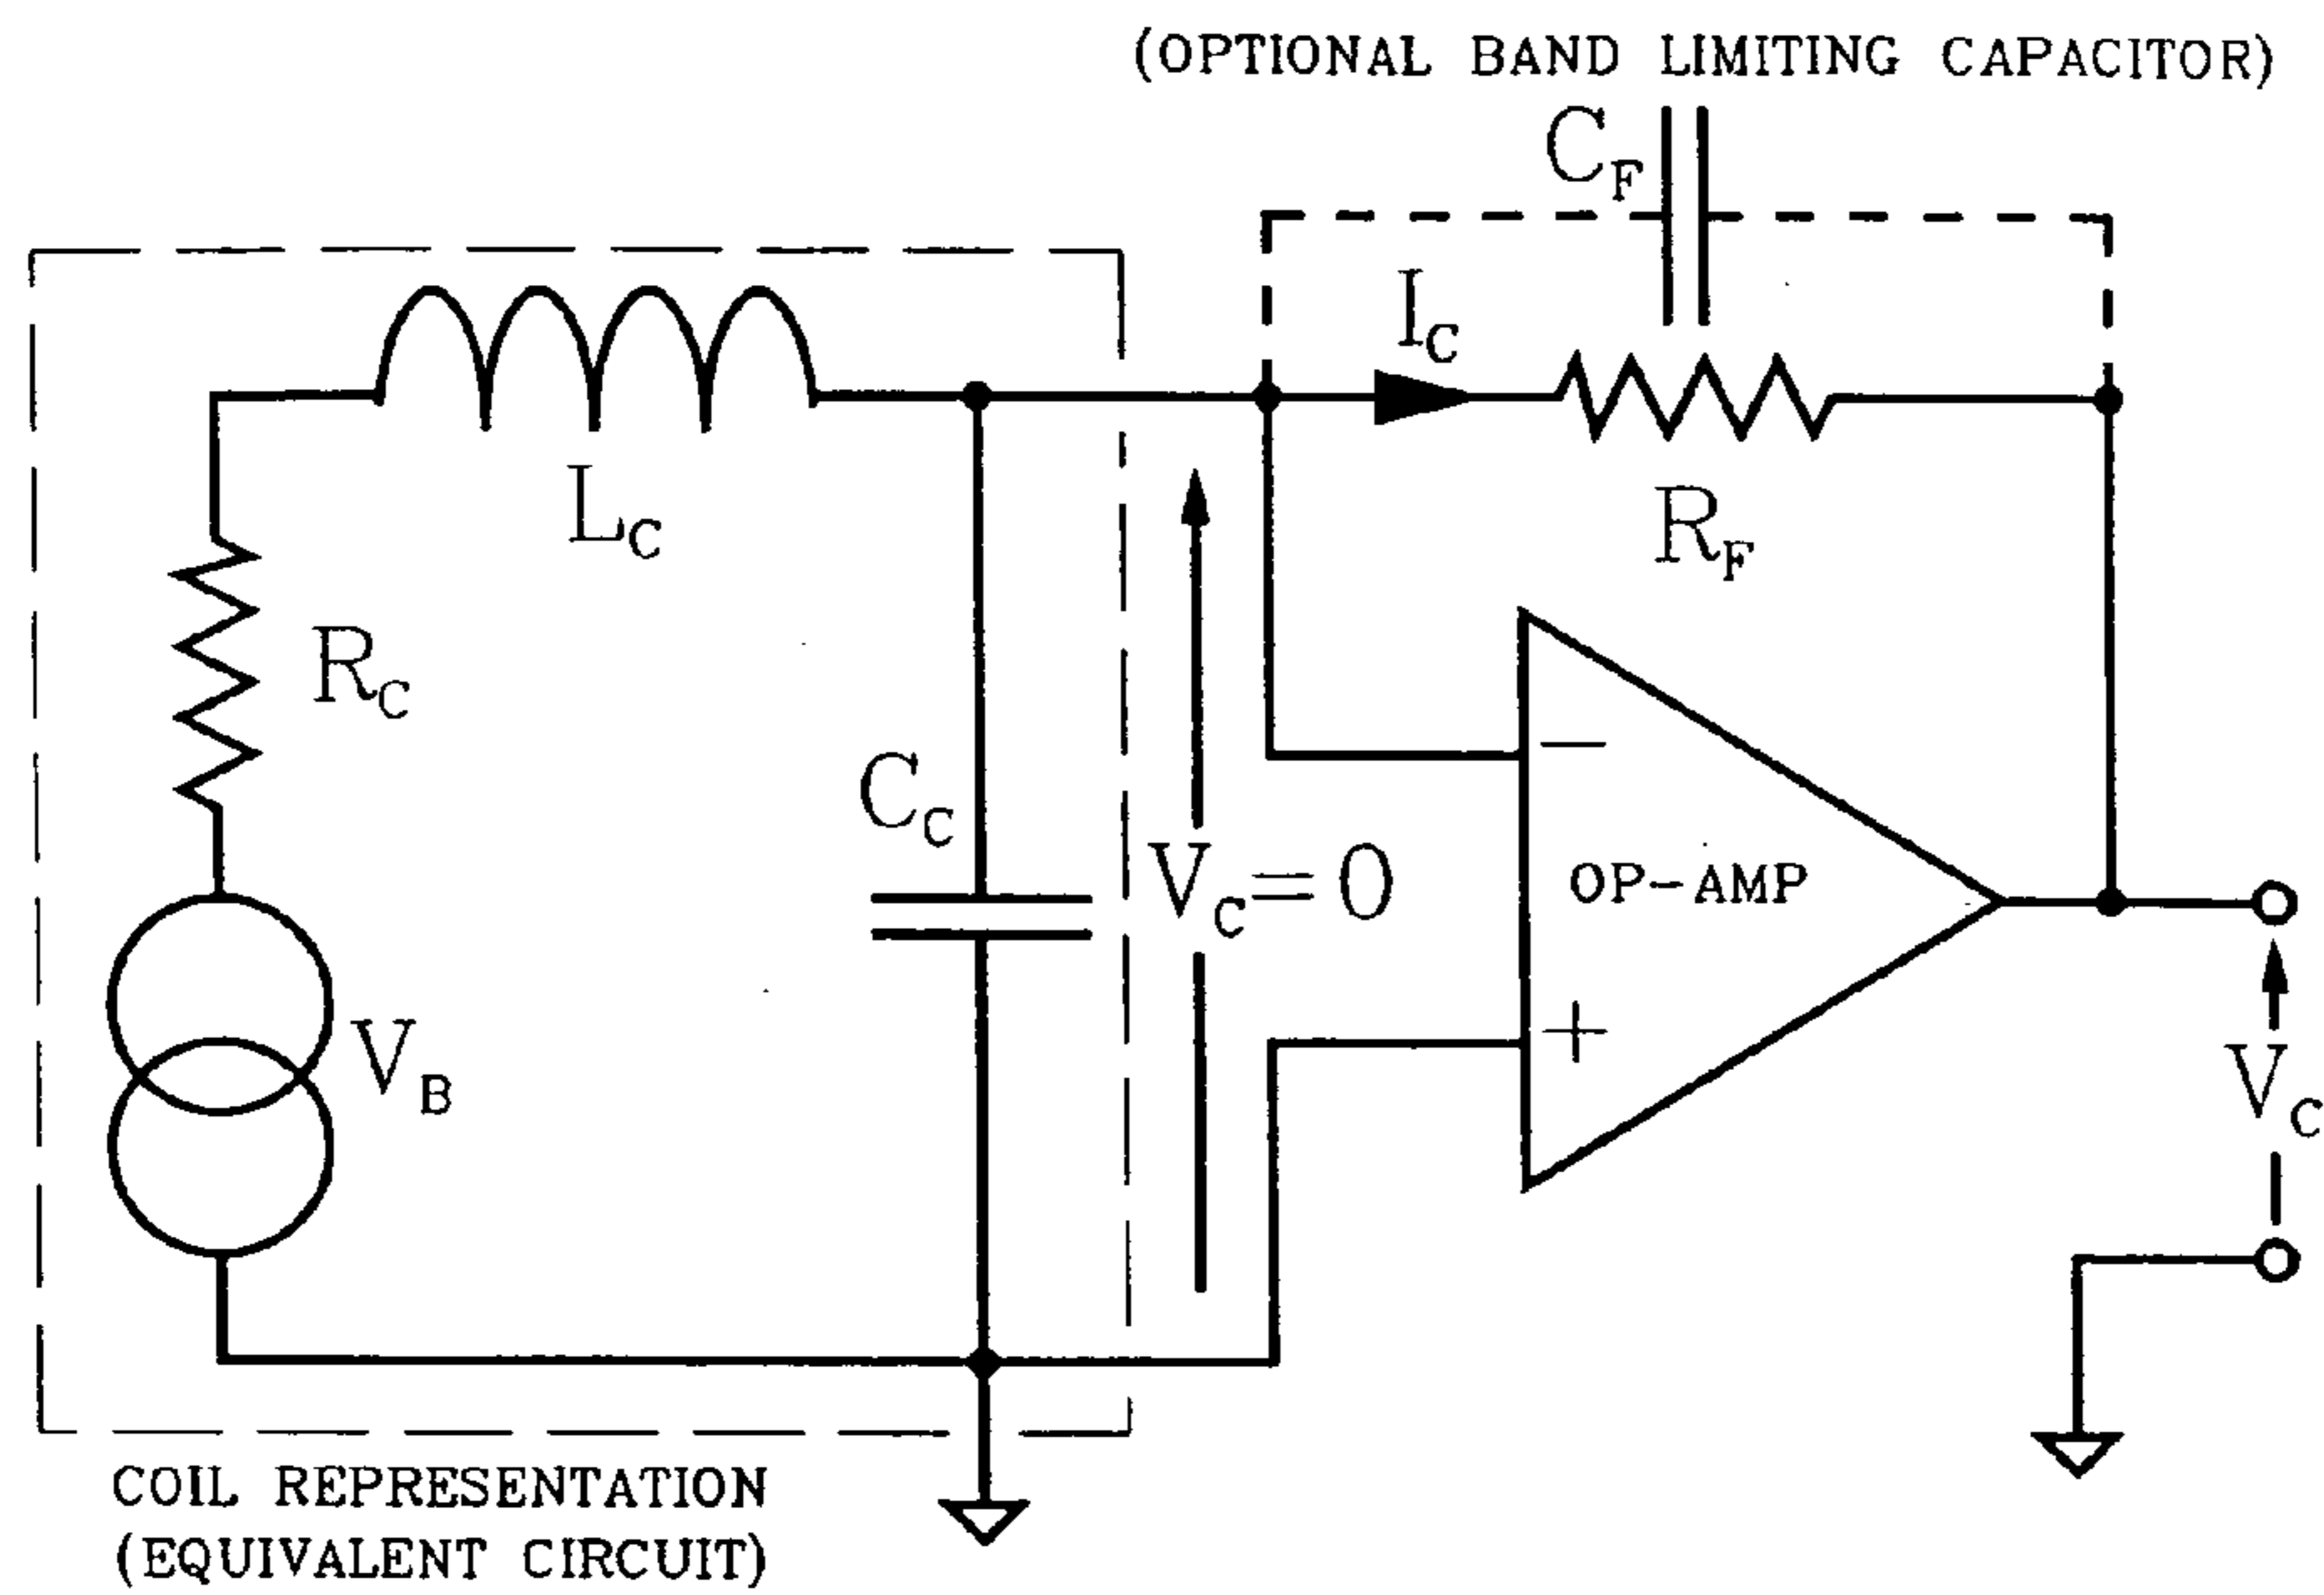 (OPTIONAL BAND LIMITING CAPACITOR)
C_F
I_C
L_C
R_F
R_C
C_C
−
V_C=0
OP-AMP
+
V_B
V_C
COIL REPRESENTATION
(EQUIVALENT CIRCUIT)